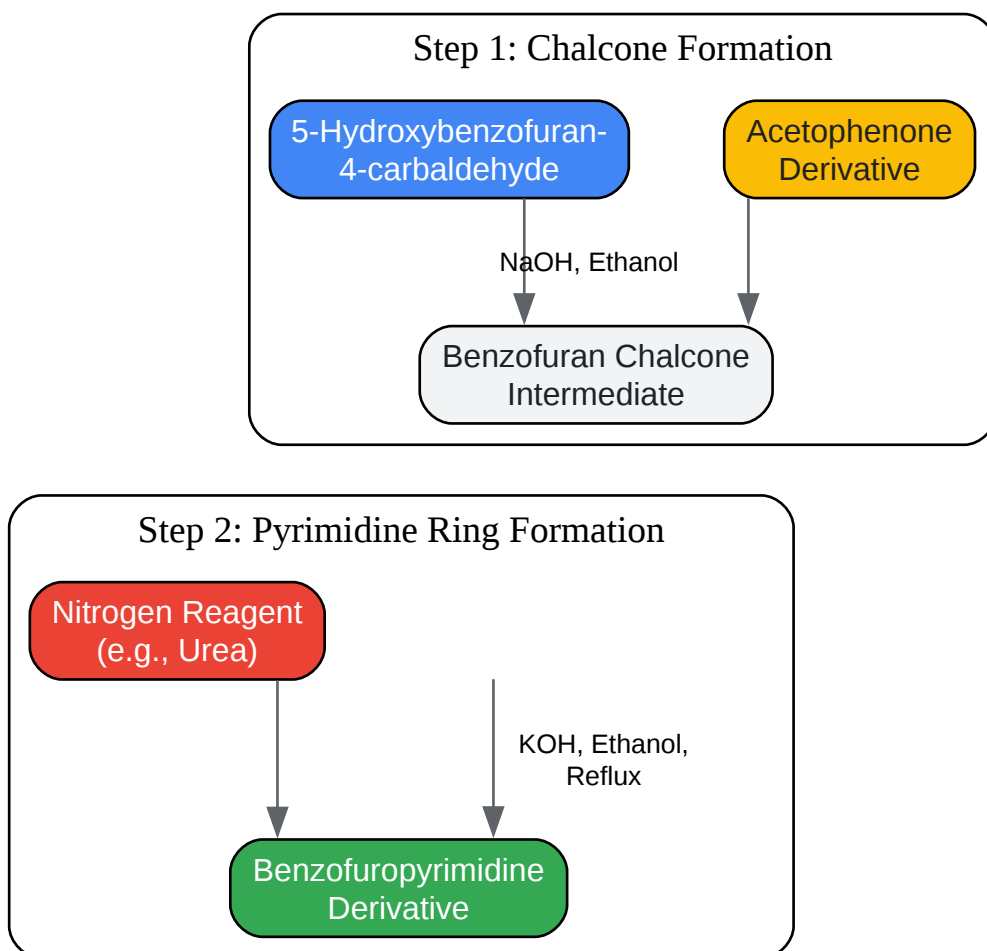 Step 1: Chalcone Formation
5-Hydroxybenzofuran-
4-carbaldehyde
Acetophenone
Derivative
NaOH, Ethanol
Benzofuran Chalcone
Intermediate
Step 2: Pyrimidine Ring Formation
Nitrogen Reagent
(e.g., Urea)
KOH, Ethanol,
Reflux
Benzofuropyrimidine
Derivative